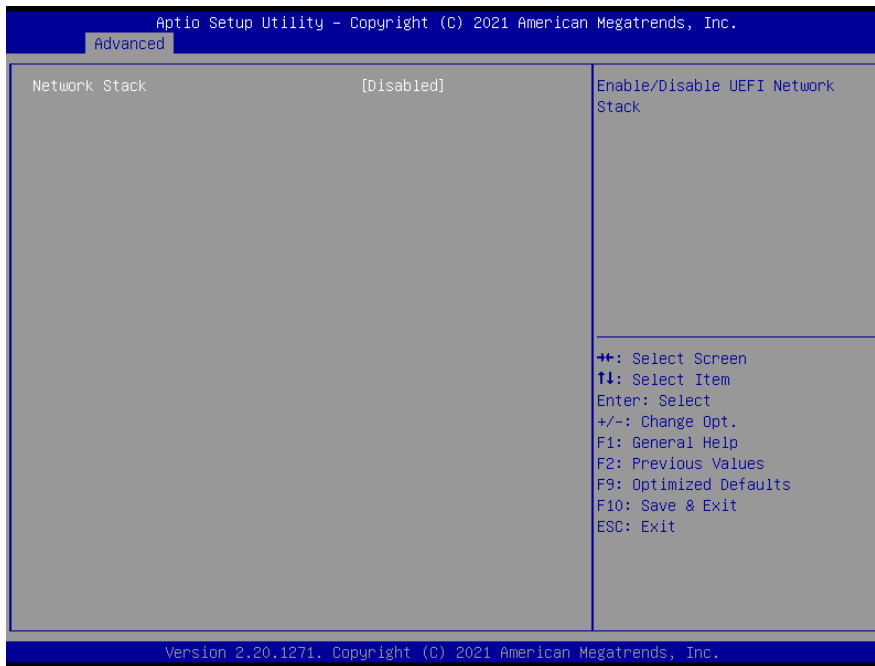 Aptio Setup Utility – Copyright (C) 2021 American Megatrends, Inc.
Advanced
Network Stack [Disabled]
Enable/Disable UEFI Network
Stack
→←: Select Screen
↑↓: Select Item
Enter: Select
+/-: Change Opt.
F1: General Help
F2: Previous Values
F9: Optimized Defaults
F10: Save & Exit
ESC: Exit
Version 2.20.1271. Copyright (C) 2021 American Megatrends, Inc.